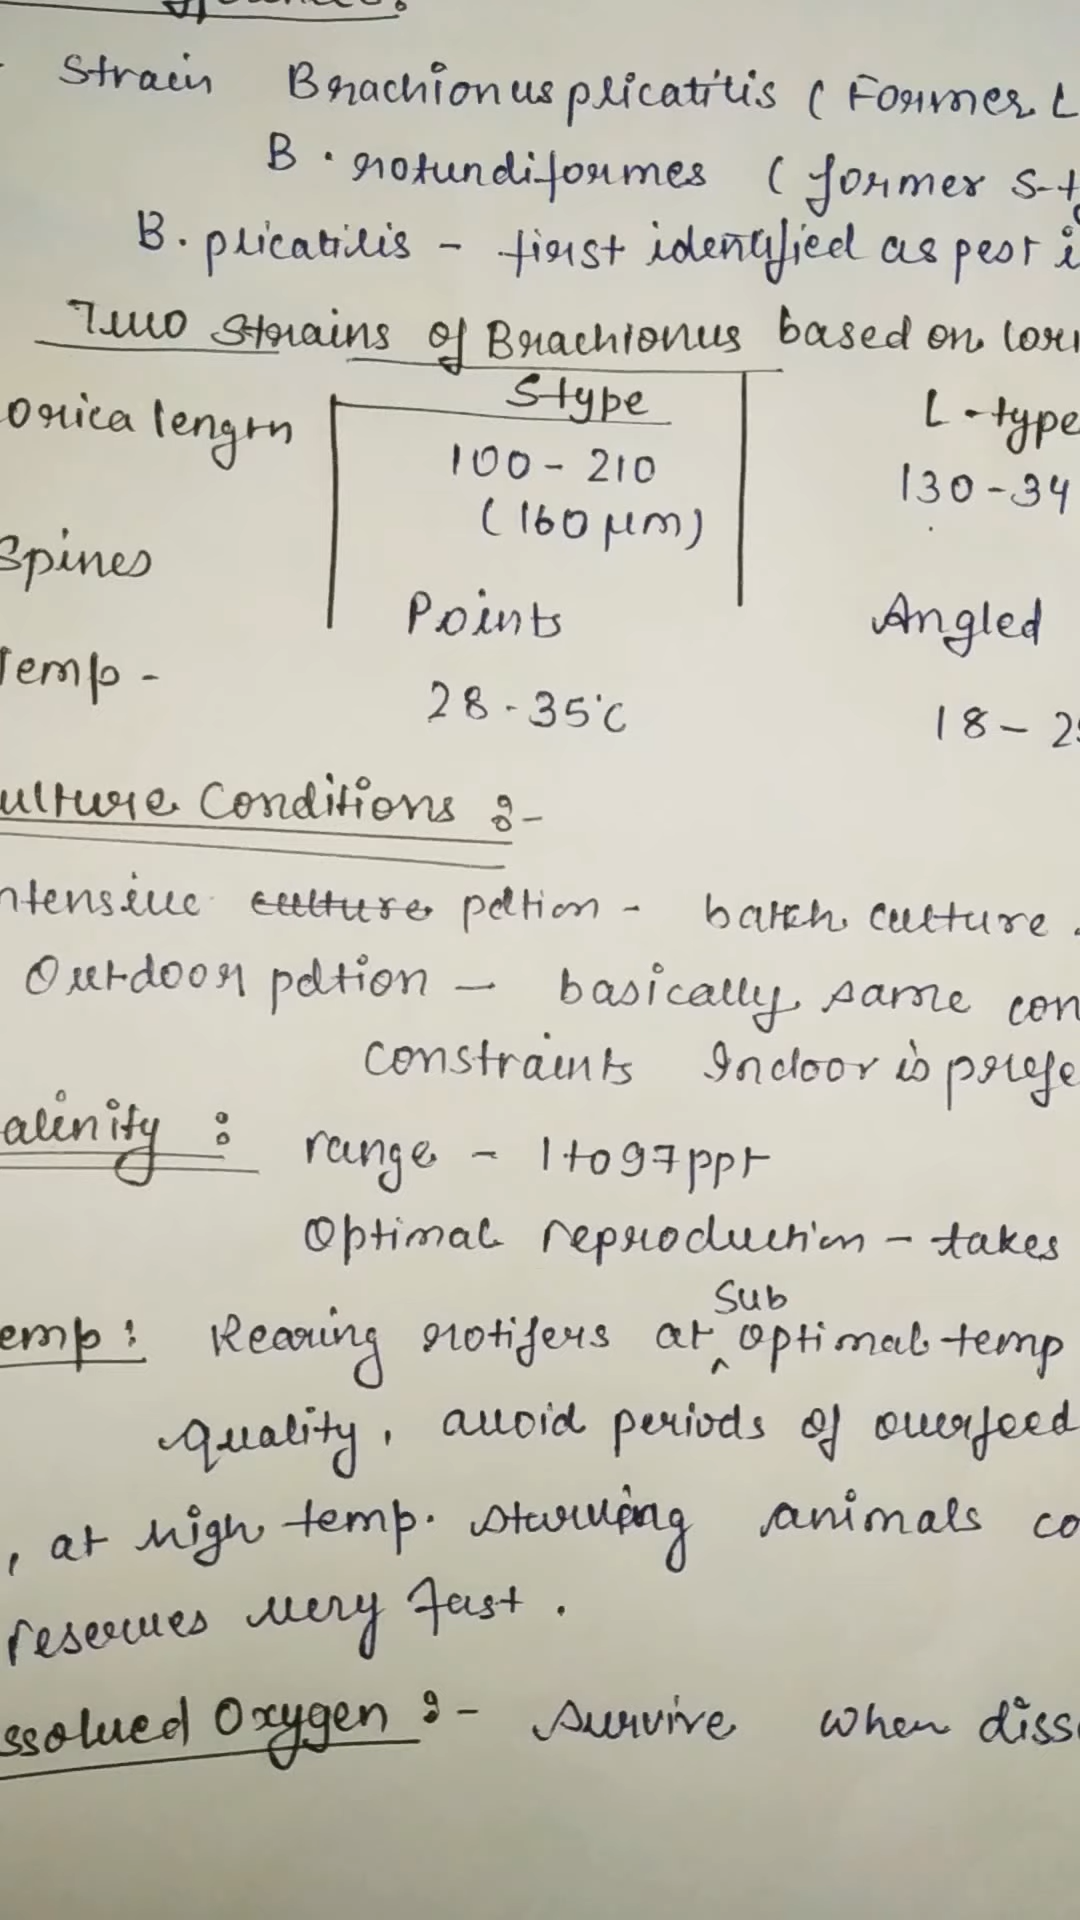 Strain Brachionus plicatilis ( Former L
B. rotundiformes ( former S-t
B. plicatilis - first identified as pest i
Two Strains of Brachionus based on lori
S-type L-type
orica length 100-210 130-34
(160 μm)
Spines Points Angled
Temp - 28-35°C 18-2
ulture Conditions :-
ntensive culture pdtion - batch culture.
Outdoor pdtion - basically same con
constraints Indoor is prefe
alinity : range - 1 to 97 ppt
Optimal reproduction - takes
emp : Rearing rotifers at sub optimal temp
quality, avoid periods of overfeed
, at high temp. starving animals co
reserves very fast.
ssolved Oxygen :- survive when disso